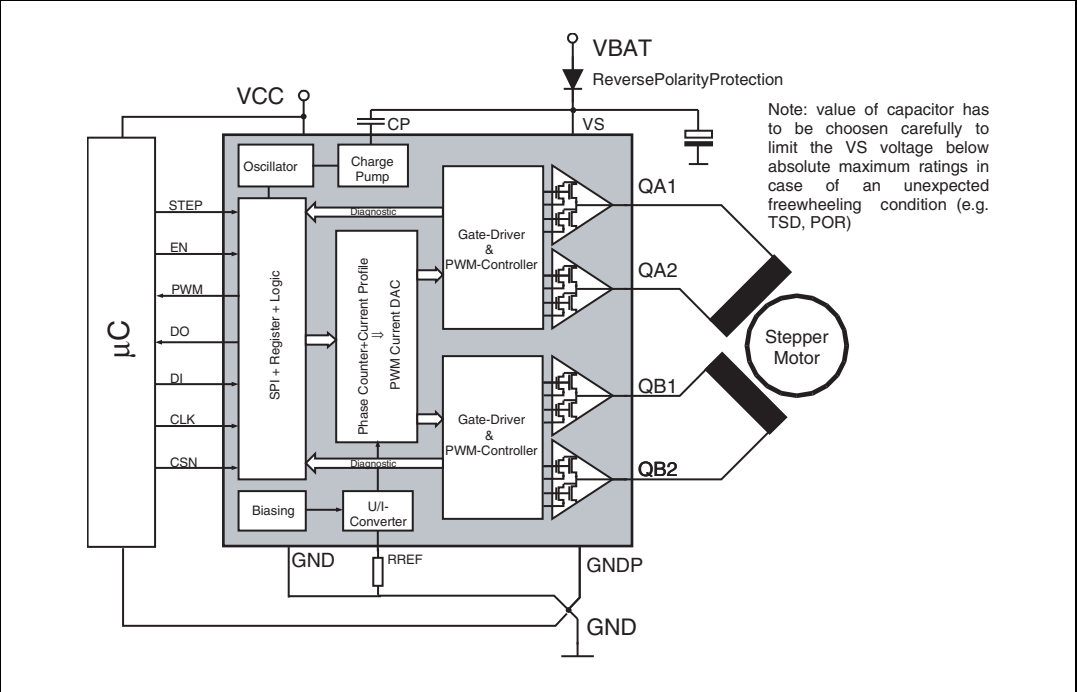 VBAT
ReversePolarityProtection
VCC
CP
VS
Note: value of capacitor has
to be choosen carefully to
limit the VS voltage below
absolute maximum ratings in
case of an unexpected
freewheeling condition (e.g.
TSD, POR)
Oscillator
Charge
Pump
µC
STEP
EN
PWM
DO
DI
CLK
CSN
SPI + Register + Logic
Diagnostic
Phase Counter+Current Profile
⇒
PWM Current DAC
Gate-Driver
&
PWM-Controller
QA1
QA2
Stepper
Motor
Gate-Driver
&
PWM-Controller
QB1
QB2
Diagnostic
Biasing
U/I-
Converter
GND
RREF
GNDP
GND